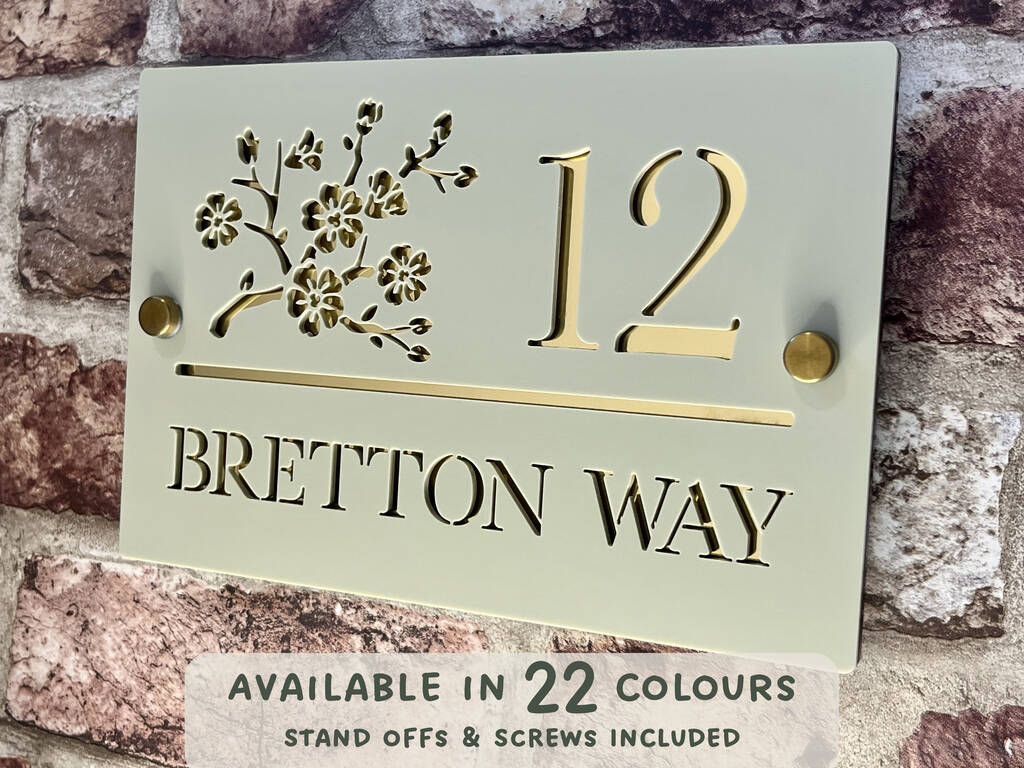 12
BRETTON WAY
AVAILABLE IN 22 COLOURS
STAND OFFS & SCREWS INCLUDED